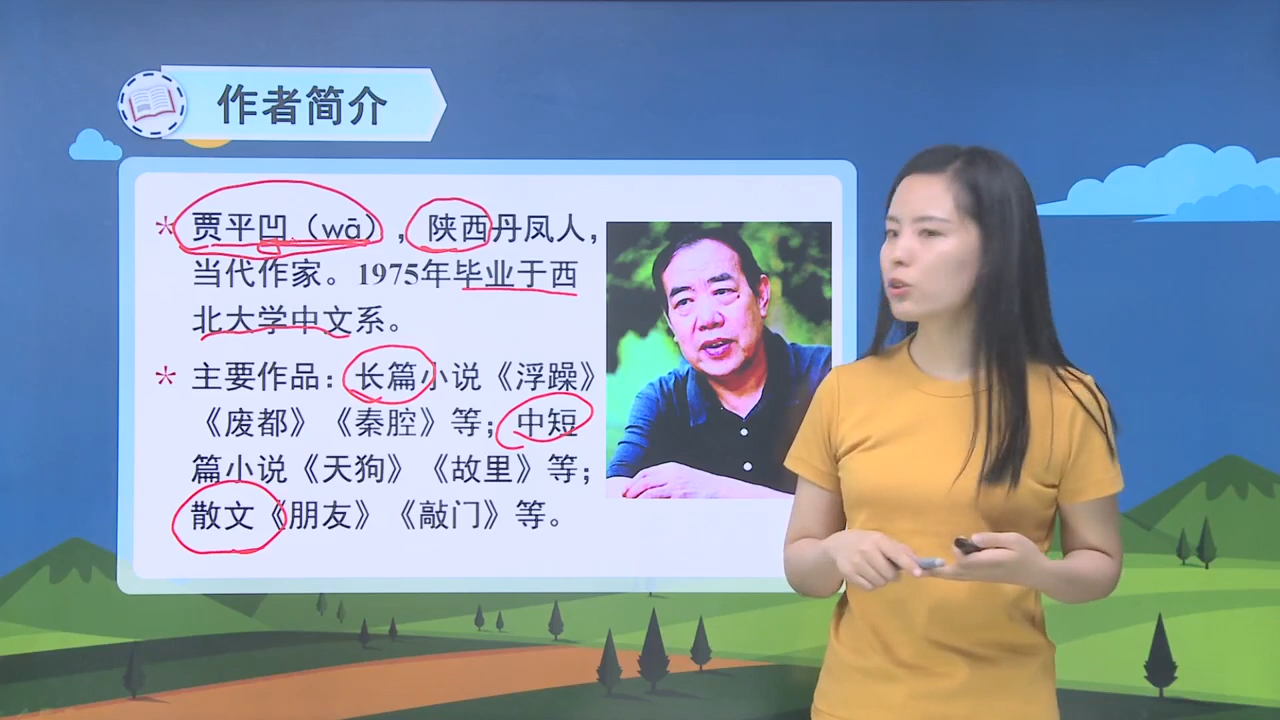 作者简介
* 贾平凹（wā），陕西丹凤人，
当代作家。1975年毕业于西
北大学中文系。
* 主要作品：长篇小说《浮躁》
《废都》《秦腔》等；中短
篇小说《天狗》《故里》等；
散文《朋友》《敲门》等。